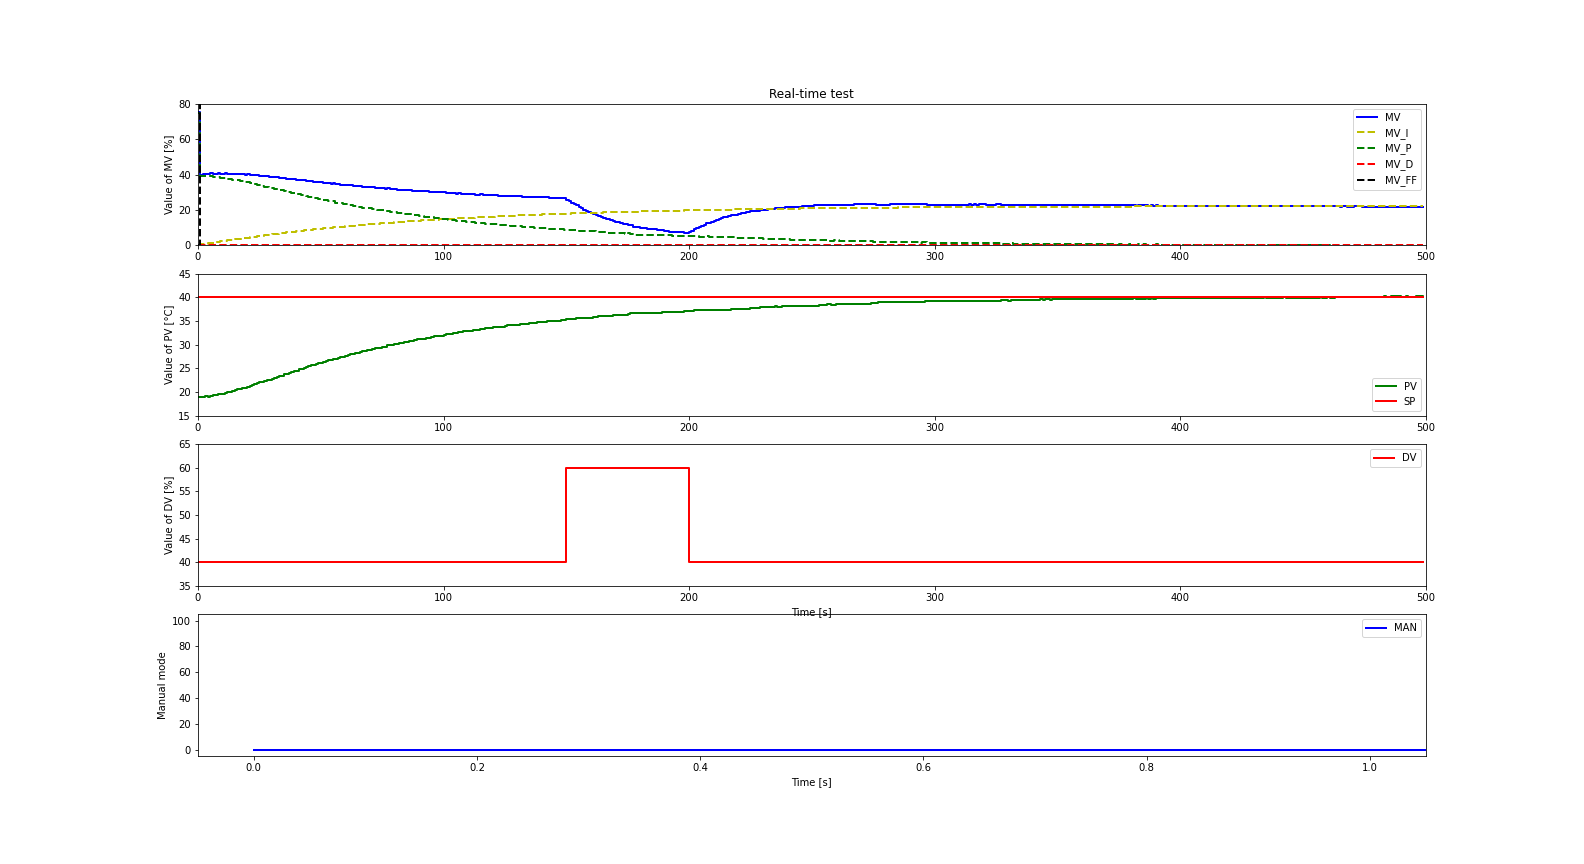 Real-time test
Value of MV [%]
80
60
40
20
0
0 100 200 300 400 500
MV
MV_I
MV_P
MV_D
MV_FF
Value of PV [°C]
45
40
35
30
25
20
15
0 100 200 300 400 500
PV
SP
Value of DV [%]
65
60
55
50
45
40
35
0 100 200 300 400 500
Time [s]
DV
Manual mode
100
80
60
40
20
0
0.0 0.2 0.4 0.6 0.8 1.0
Time [s]
MAN